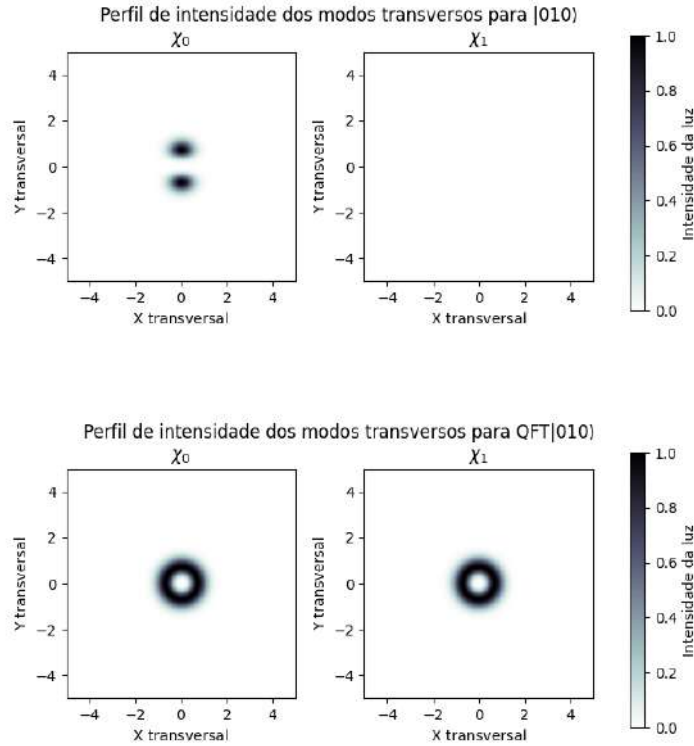 Perfil de intensidade dos modos transversos para |010⟩
χ₀
χ₁
1.0
0.8
0.6
0.4
0.2
0.0
Intensidade da luz
4
2
0
−2
−4
Y transversal
−4 −2 0 2 4
X transversal
4
2
0
−2
−4
Y transversal
−4 −2 0 2 4
X transversal
Perfil de intensidade dos modos transversos para QFT|010⟩
χ₀
χ₁
1.0
0.8
0.6
0.4
0.2
0.0
Intensidade da luz
4
2
0
−2
−4
Y transversal
−4 −2 0 2 4
X transversal
4
2
0
−2
−4
Y transversal
−4 −2 0 2 4
X transversal